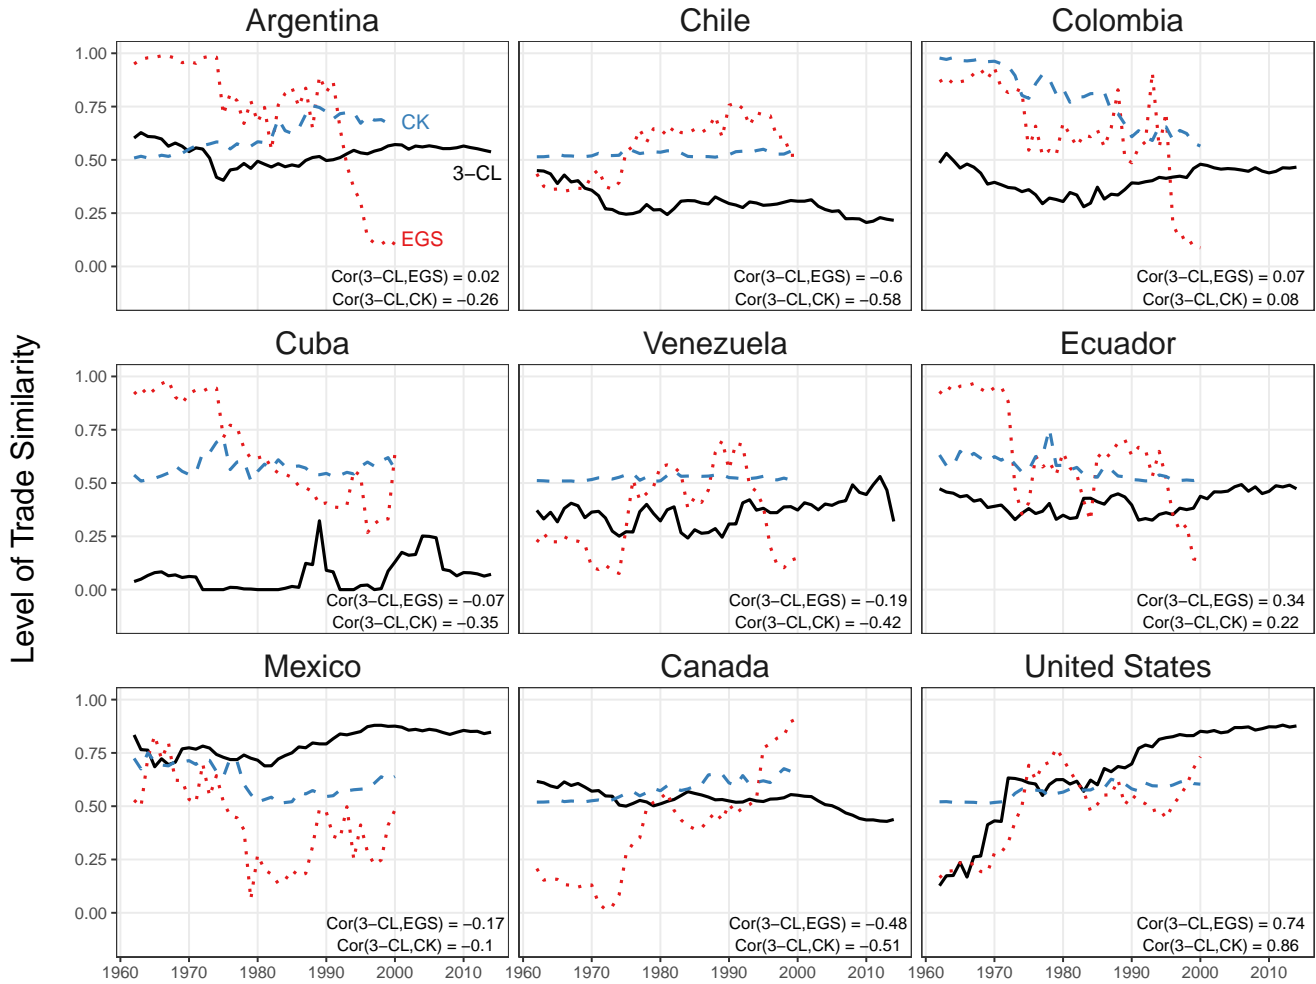 Argentina
Chile
Colombia
1.00
0.75
0.50
0.25
0.00
CK
3−CL
EGS
Cor(3−CL,EGS) = 0.02
Cor(3−CL,CK) = −0.26
Cor(3−CL,EGS) = −0.6
Cor(3−CL,CK) = −0.58
Cor(3−CL,EGS) = 0.07
Cor(3−CL,CK) = 0.08
Level of Trade Similarity
Cuba
Venezuela
Ecuador
1.00
0.75
0.50
0.25
0.00
Cor(3−CL,EGS) = −0.07
Cor(3−CL,CK) = −0.35
Cor(3−CL,EGS) = −0.19
Cor(3−CL,CK) = −0.42
Cor(3−CL,EGS) = 0.34
Cor(3−CL,CK) = 0.22
Mexico
Canada
United States
1.00
0.75
0.50
0.25
0.00
Cor(3−CL,EGS) = −0.17
Cor(3−CL,CK) = −0.1
Cor(3−CL,EGS) = −0.48
Cor(3−CL,CK) = −0.51
Cor(3−CL,EGS) = 0.74
Cor(3−CL,CK) = 0.86
1960 1970 1980 1990 2000 2010
1960 1970 1980 1990 2000 2010
1960 1970 1980 1990 2000 2010